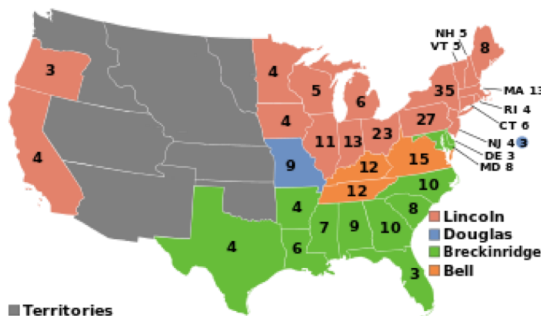 NH 5
VT 5
8
3
4
5
6
35
MA 13
RI 4
CT 6
4
4
11
13
23
27
NJ 4 3
DE 3
MD 8
9
12
15
12
10
4
8
4
6
7
9
10
3
Lincoln
Douglas
Breckinridge
Bell
Territories